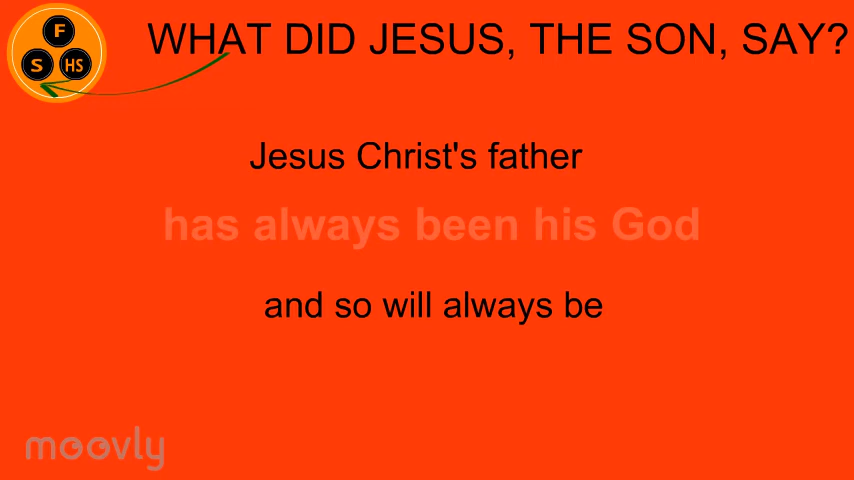 F
S HS
WHAT DID JESUS, THE SON, SAY?
Jesus Christ's father
has always been his God
and so will always be
moovly